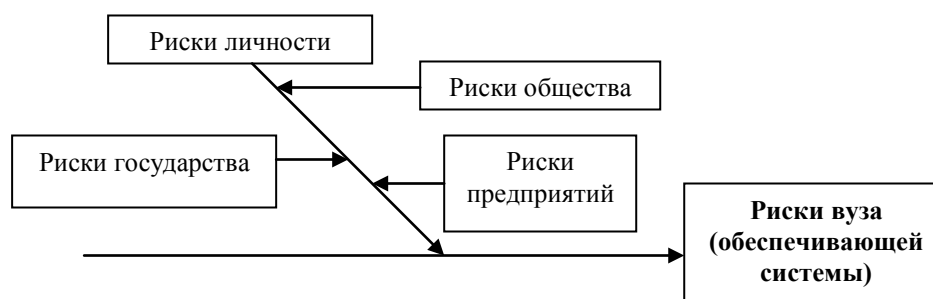 Риски личности
Риски общества
Риски государства
Риски
предприятий
Риски вуза
(обеспечивающей
системы)